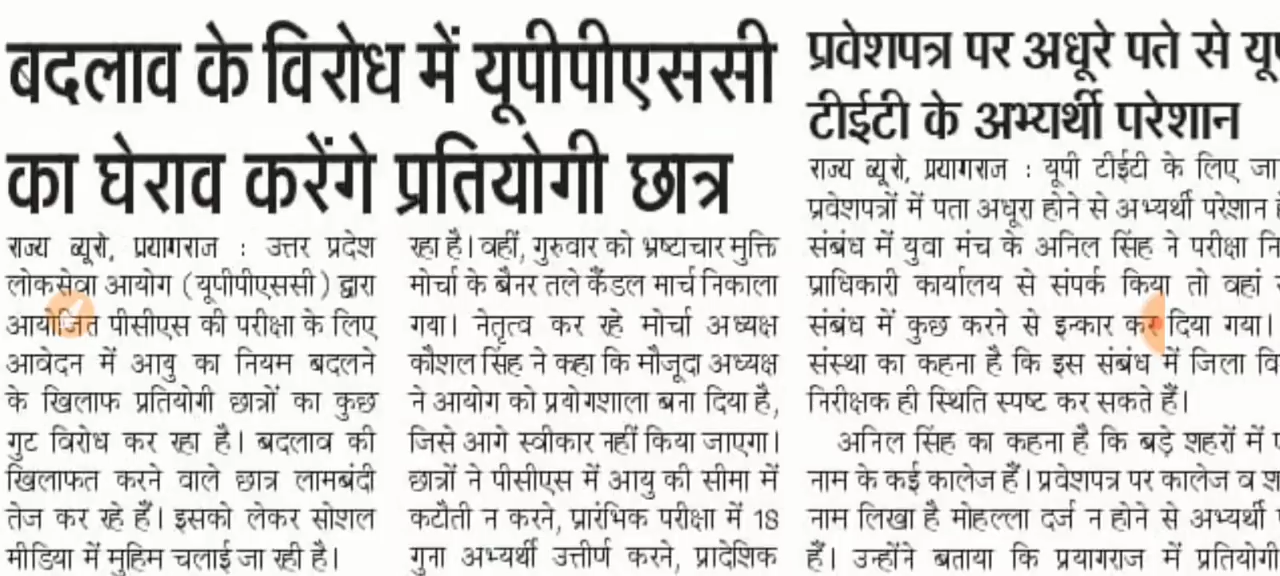 बदलाव के विरोध में यूपीपीएससी
का घेराव करेंगे प्रतियोगी छात्र
राज्य ब्यूरो, प्रयागराज : उत्तर प्रदेश
लोकसेवा आयोग (यूपीपीएससी) द्वारा
आयोजित पीसीएस की परीक्षा के लिए
आवेदन में आयु का नियम बदलने
के खिलाफ प्रतियोगी छात्रों का कुछ
गुट विरोध कर रहा है। बदलाव की
खिलाफत करने वाले छात्र लामबंदी
तेज कर रहे हैं। इसको लेकर सोशल
मीडिया में मुहिम चलाई जा रही है।
रहा है। वहीं, गुरुवार को भ्रष्टाचार मुक्ति
मोर्चा के बैनर तले कैंडल मार्च निकाला
गया। नेतृत्व कर रहे मोर्चा अध्यक्ष
कौशल सिंह ने कहा कि मौजूदा अध्यक्ष
ने आयोग को प्रयोगशाला बना दिया है,
जिसे आगे स्वीकार नहीं किया जाएगा।
छात्रों ने पीसीएस में आयु की सीमा में
कटौती न करने, प्रारंभिक परीक्षा में 18
गुना अभ्यर्थी उत्तीर्ण करने, प्रादेशिक
प्रवेशपत्र पर अधूरे पते से
टीईटी के अभ्यर्थी परेशान
राज्य ब्यूरो, प्रयागराज : यूपी टीईटी के लिए
प्रवेशपत्रों में पता अधूरा होने से अभ्यर्थी परेशान
संबंध में युवा मंच के अनिल सिंह ने परीक्षा
प्राधिकारी कार्यालय से संपर्क किया तो वहां
संबंध में कुछ करने से इन्कार कर दिया गया।
संस्था का कहना है कि इस संबंध में जिला
निरीक्षक ही स्थिति स्पष्ट कर सकते हैं।
अनिल सिंह का कहना है कि बड़े शहरों में
नाम के कई कालेज हैं। प्रवेशपत्र पर कालेज व
नाम लिखा है मोहल्ला दर्ज न होने से अभ्यर्थी
हैं। उन्होंने बताया कि प्रयागराज में प्रतियोगी